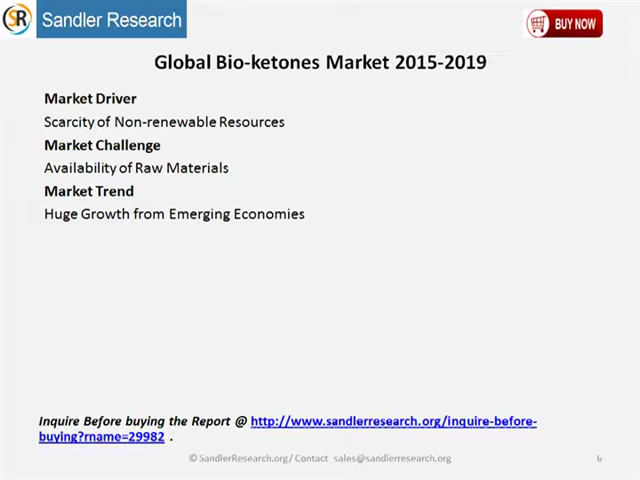 SR Sandler Research
BUY NOW
Global Bio-ketones Market 2015-2019
Market Driver
Scarcity of Non-renewable Resources
Market Challenge
Availability of Raw Materials
Market Trend
Huge Growth from Emerging Economies
Inquire Before buying the Report @ http://www.sandlerresearch.org/inquire-before-
buying?rname=29982 .
© SandlerResearch.org/ Contact sales@sandlerresearch.org
6